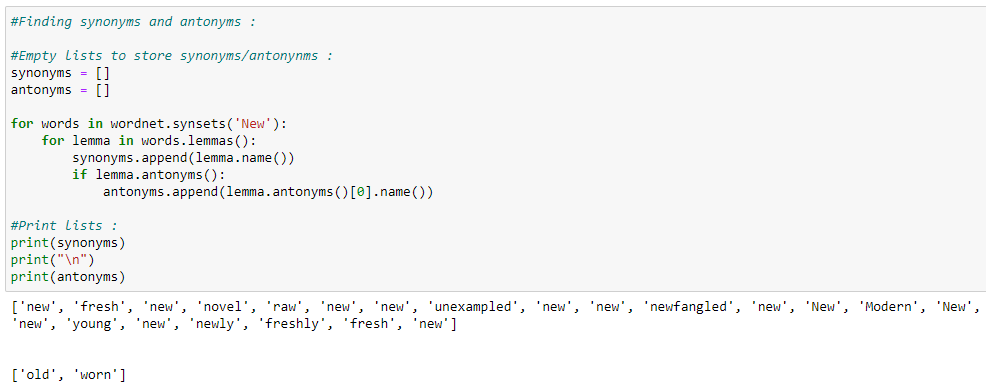 #Finding synonyms and antonyms :
#Empty Lists to store synonyms/antonynms :
synonyms = []
antonyms = []
for words in wordnet.synsets('New'):
    for lemma in words.lemmas():
        synonyms.append(lemma.name())
        if lemma.antonyms():
            antonyms.append(lemma.antonyms()[0].name())
#Print Lists :
print(synonyms)
print("\n")
print(antonyms)
['new', 'fresh', 'new', 'novel', 'raw', 'new', 'new', 'unexampled', 'new', 'new', 'newfangled', 'new', 'New', 'Modern', 'New',
'new', 'young', 'new', 'newly', 'freshly', 'fresh', 'new']
['old', 'worn']